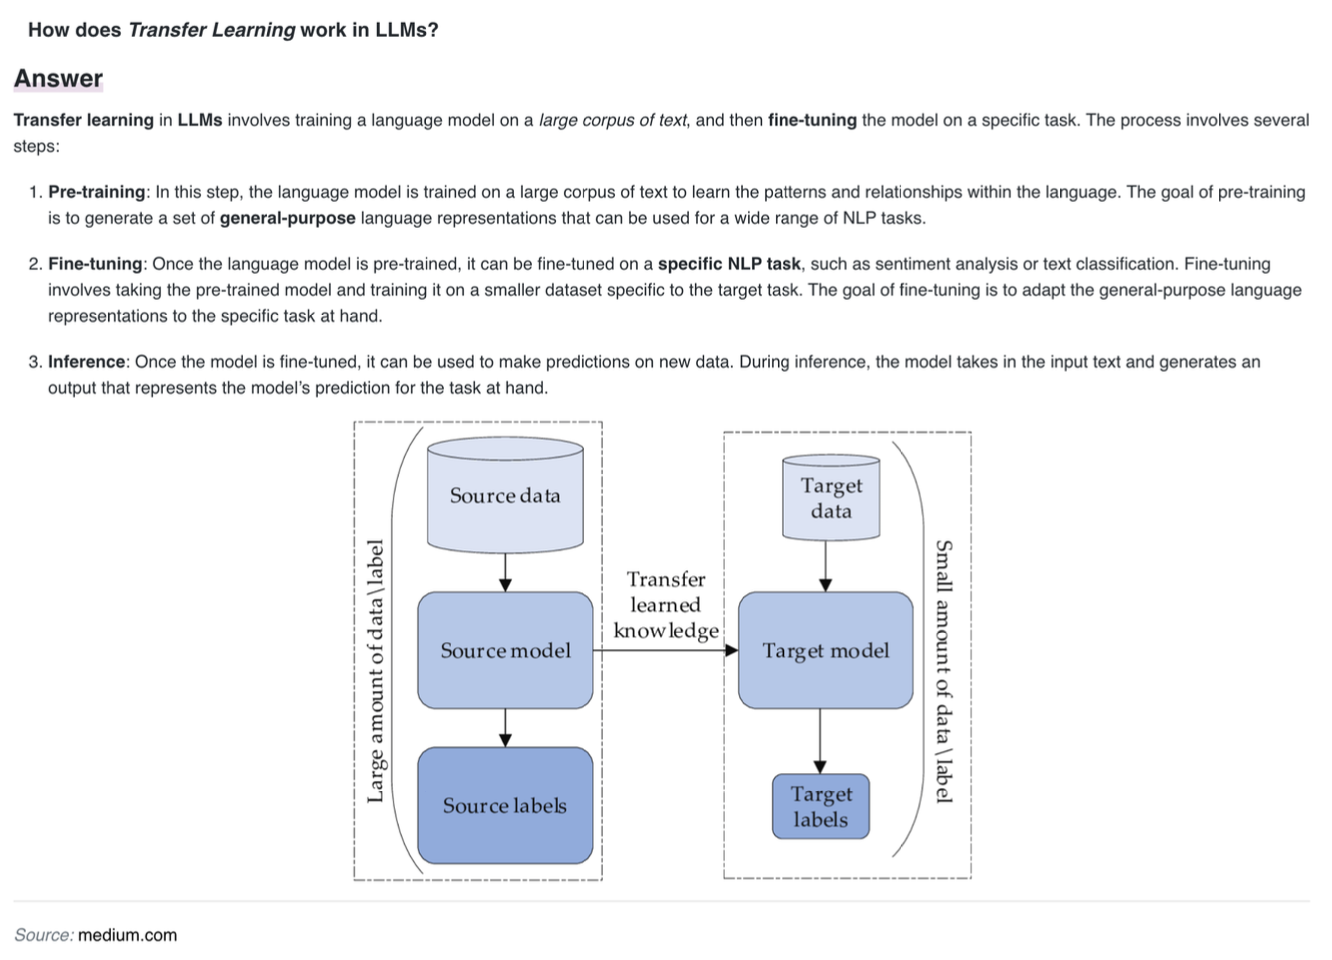 How does Transfer Learning work in LLMs?
Answer
Transfer learning in LLMs involves training a language model on a large corpus of text, and then fine-tuning the model on a specific task. The process involves several
steps:
1. Pre-training: In this step, the language model is trained on a large corpus of text to learn the patterns and relationships within the language. The goal of pre-training
is to generate a set of general-purpose language representations that can be used for a wide range of NLP tasks.
2. Fine-tuning: Once the language model is pre-trained, it can be fine-tuned on a specific NLP task, such as sentiment analysis or text classification. Fine-tuning
involves taking the pre-trained model and training it on a smaller dataset specific to the target task. The goal of fine-tuning is to adapt the general-purpose language
representations to the specific task at hand.
3. Inference: Once the model is fine-tuned, it can be used to make predictions on new data. During inference, the model takes in the input text and generates an
output that represents the model's prediction for the task at hand.
Large amount of data\label
Source data
Source model
Source labels
Transfer
learned
knowledge
Target
data
Target model
Target
labels
Small amount of data\label
Source: medium.com